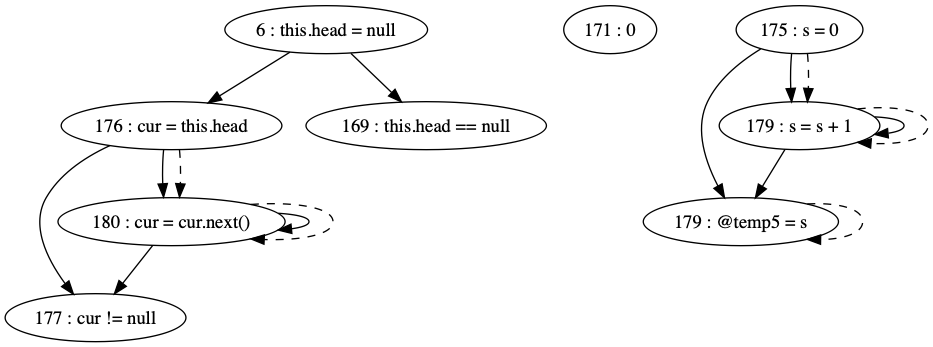 6 : this.head = null
171 : 0
175 : s = 0
176 : cur = this.head
169 : this.head == null
179 : s = s + 1
180 : cur = cur.next()
179 : @temp5 = s
177 : cur != null